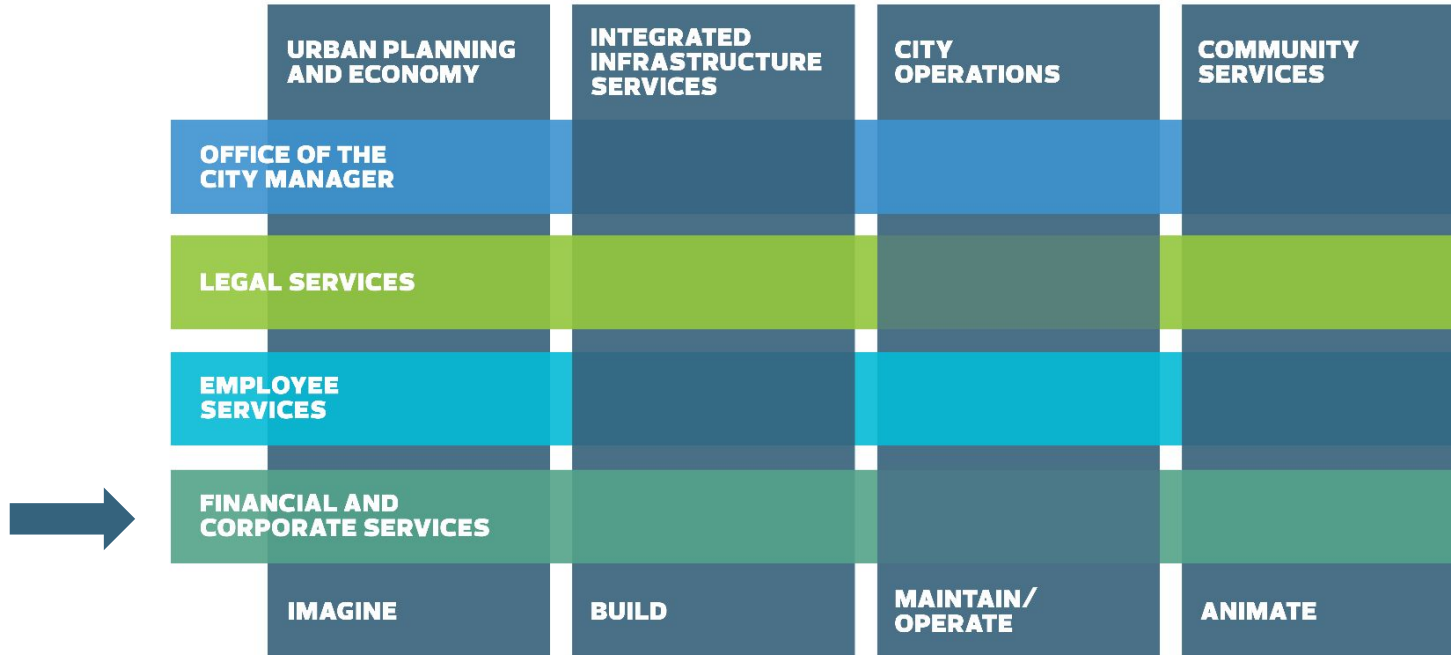 URBAN PLANNING
AND ECONOMY
INTEGRATED
INFRASTRUCTURE
SERVICES
CITY
OPERATIONS
COMMUNITY
SERVICES
OFFICE OF THE
CITY MANAGER
LEGAL SERVICES
EMPLOYEE
SERVICES
FINANCIAL AND
CORPORATE SERVICES
IMAGINE
BUILD
MAINTAIN/
OPERATE
ANIMATE